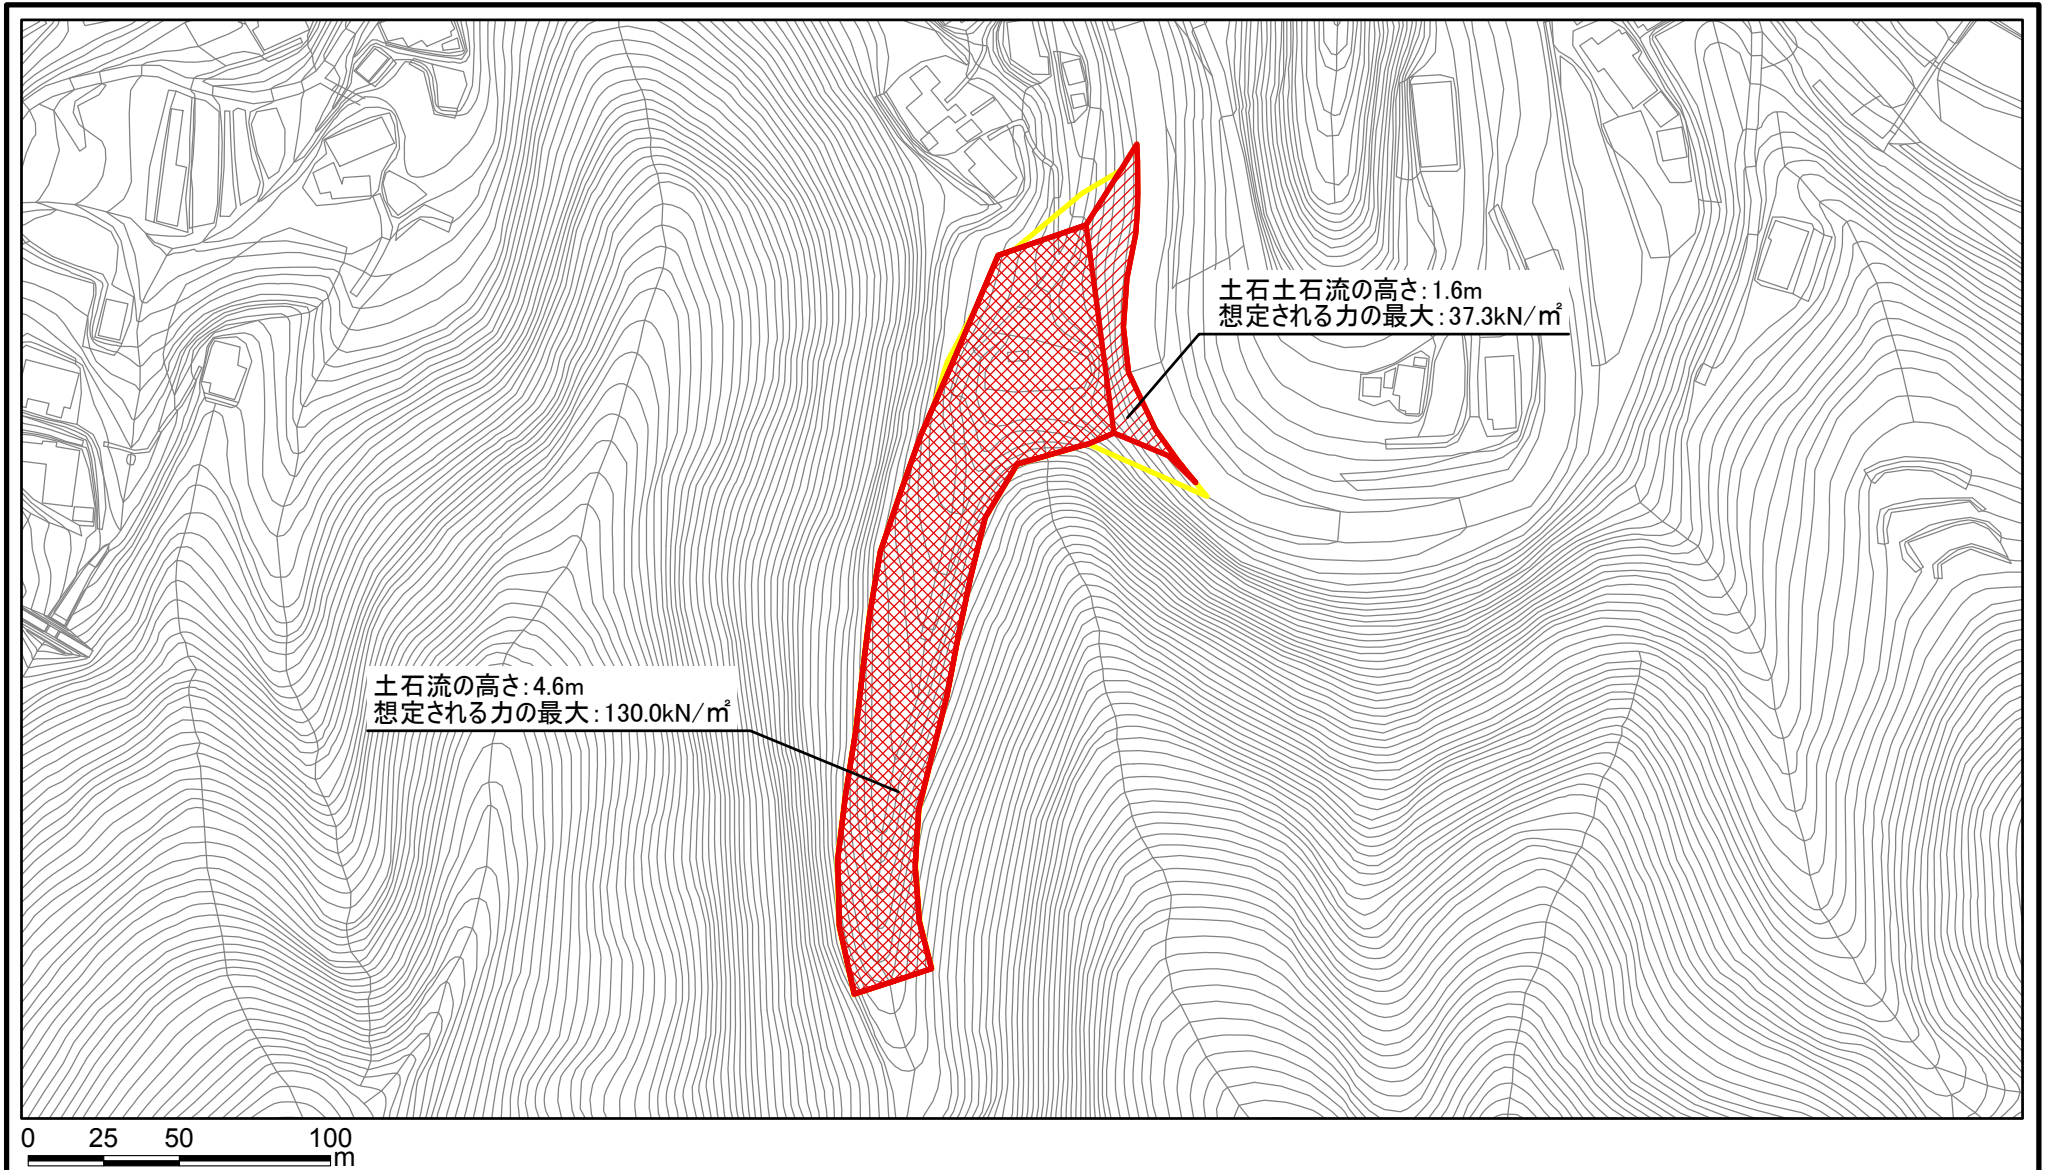 土石土石流の高さ:1.6m
想定される力の最大:37.3kN/㎡
土石流の高さ:4.6m
想定される力の最大:130.0kN/㎡
0 25 50 100
m